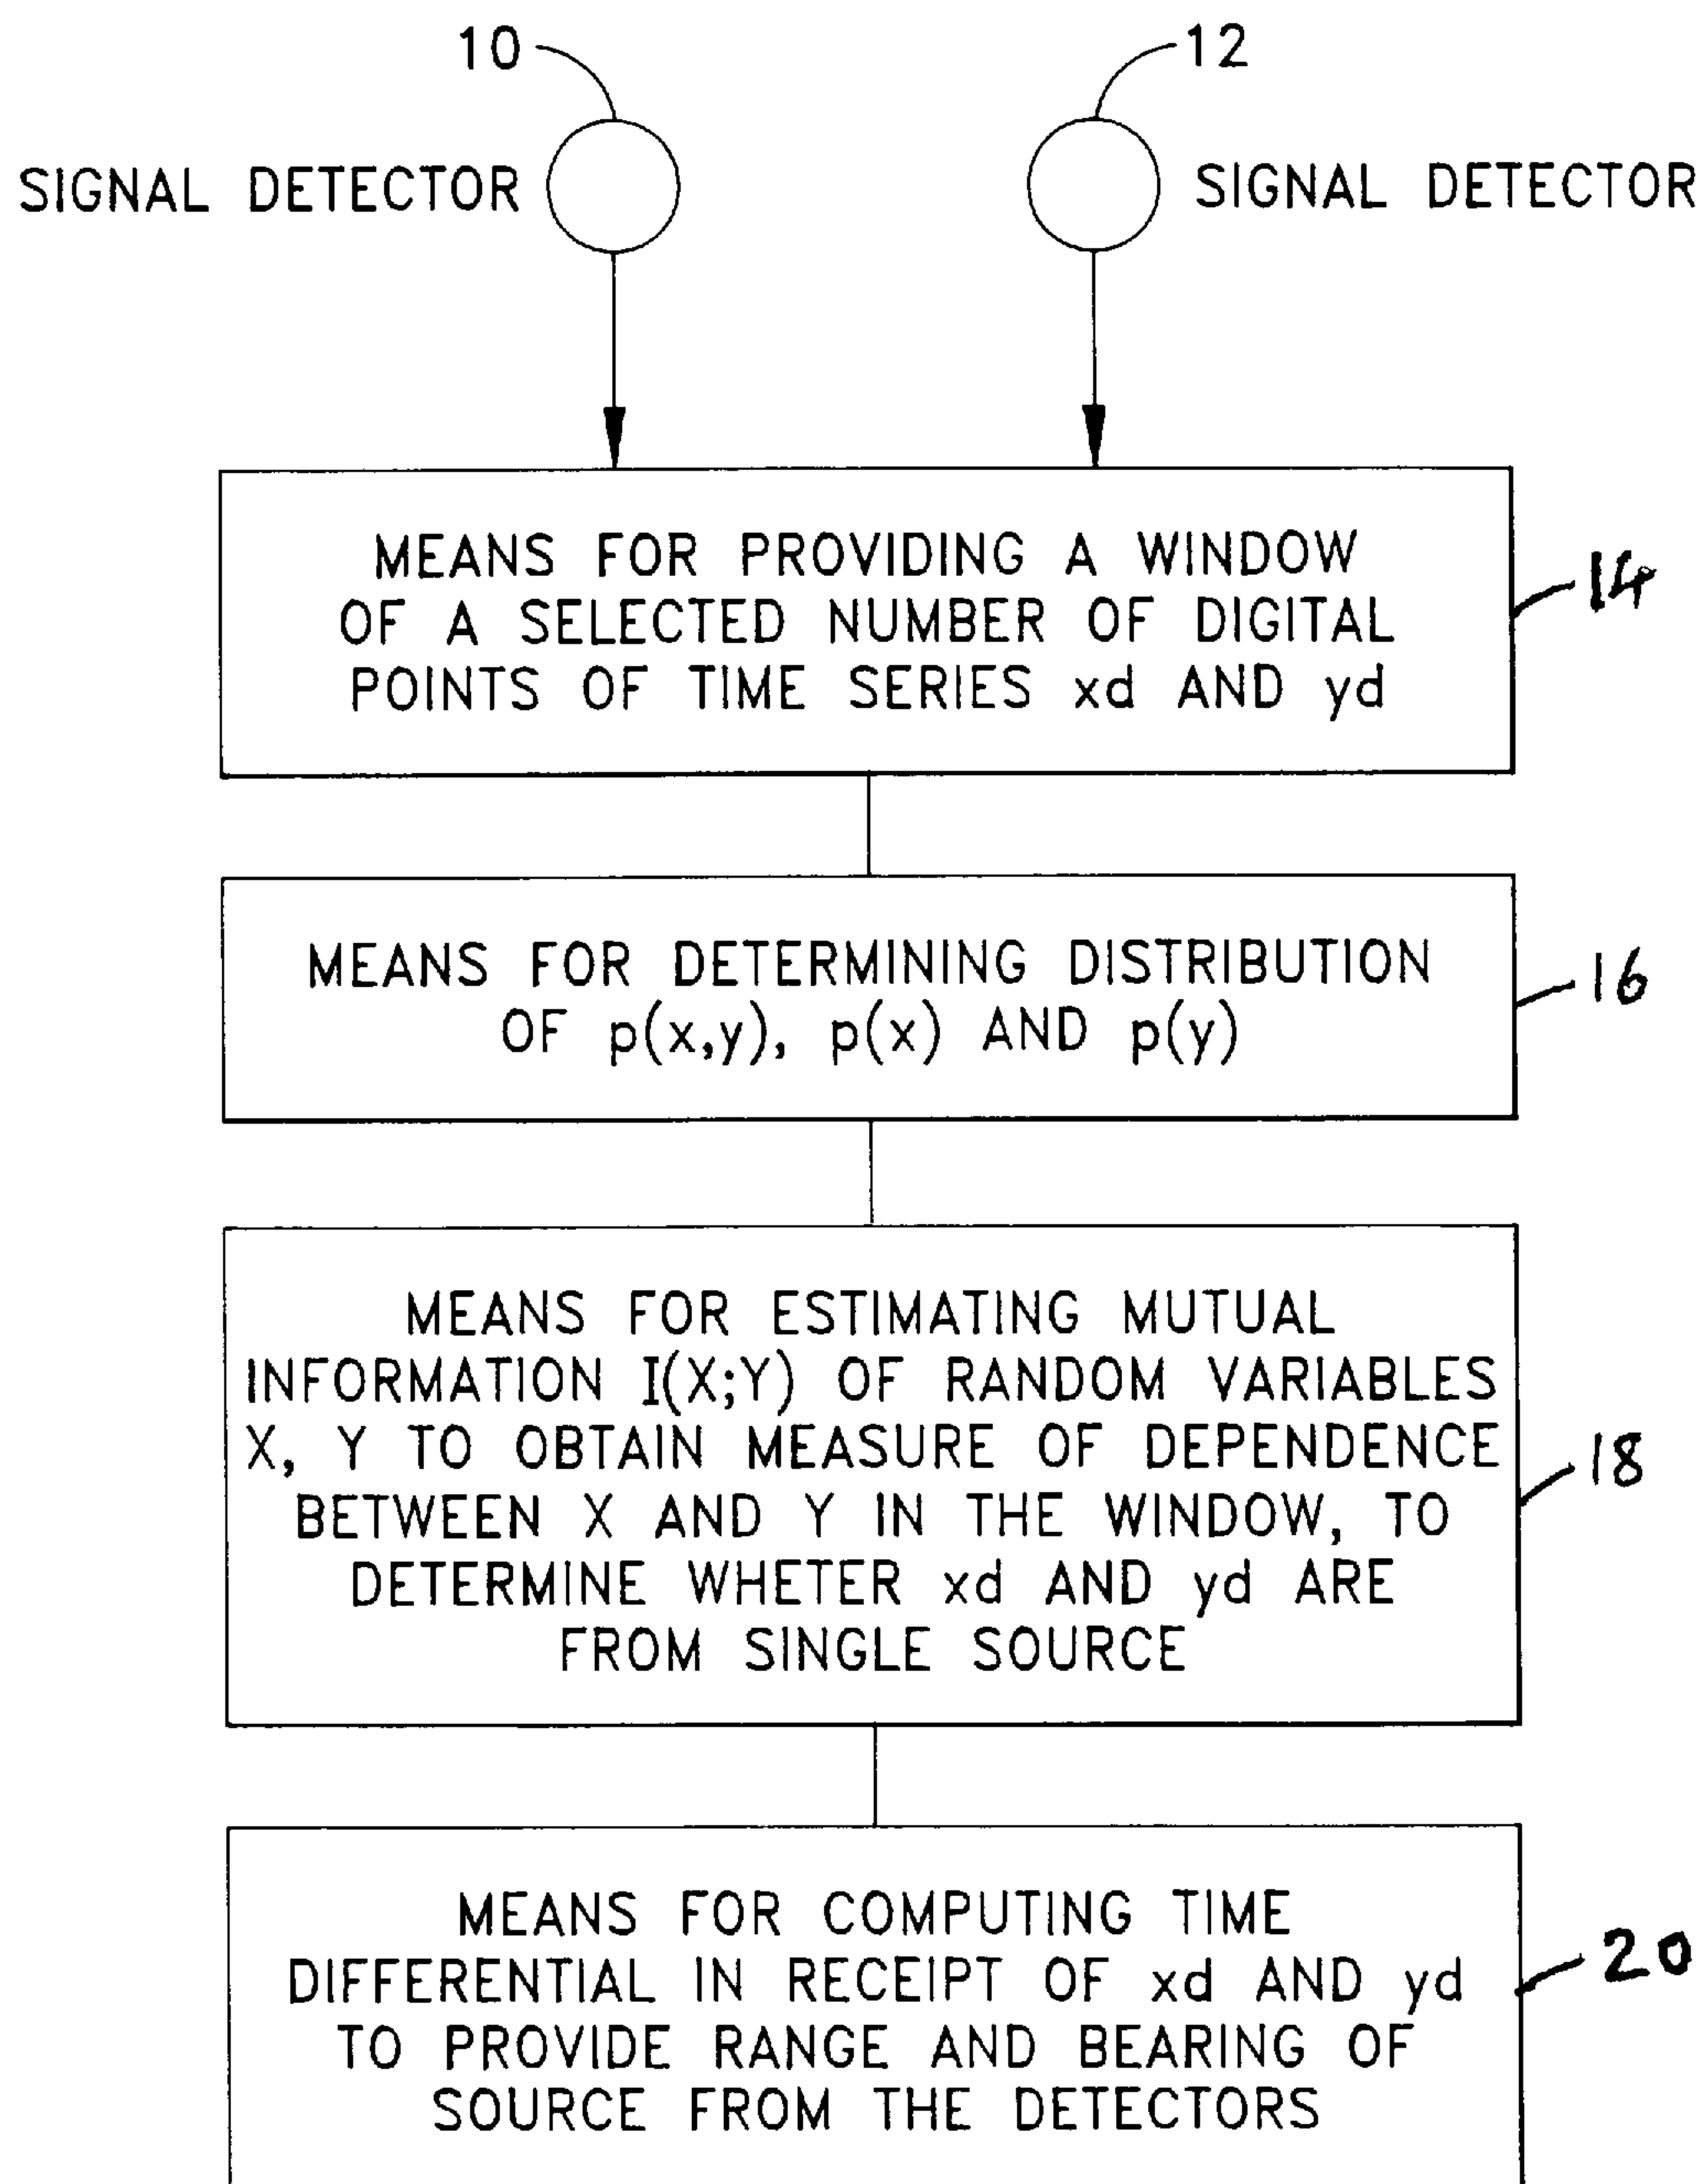 10
12
SIGNAL DETECTOR
SIGNAL DETECTOR
MEANS FOR PROVIDING A WINDOW
OF A SELECTED NUMBER OF DIGITAL
POINTS OF TIME SERIES xd AND yd
14
MEANS FOR DETERMINING DISTRIBUTION
OF p(x,y), p(x) AND p(y)
16
MEANS FOR ESTIMATING MUTUAL
INFORMATION I(X;Y) OF RANDOM VARIABLES
X, Y TO OBTAIN MEASURE OF DEPENDENCE
BETWEEN X AND Y IN THE WINDOW, TO
DETERMINE WHETER xd AND yd ARE
FROM SINGLE SOURCE
18
MEANS FOR COMPUTING TIME
DIFFERENTIAL IN RECEIPT OF xd AND yd
TO PROVIDE RANGE AND BEARING OF
SOURCE FROM THE DETECTORS
20